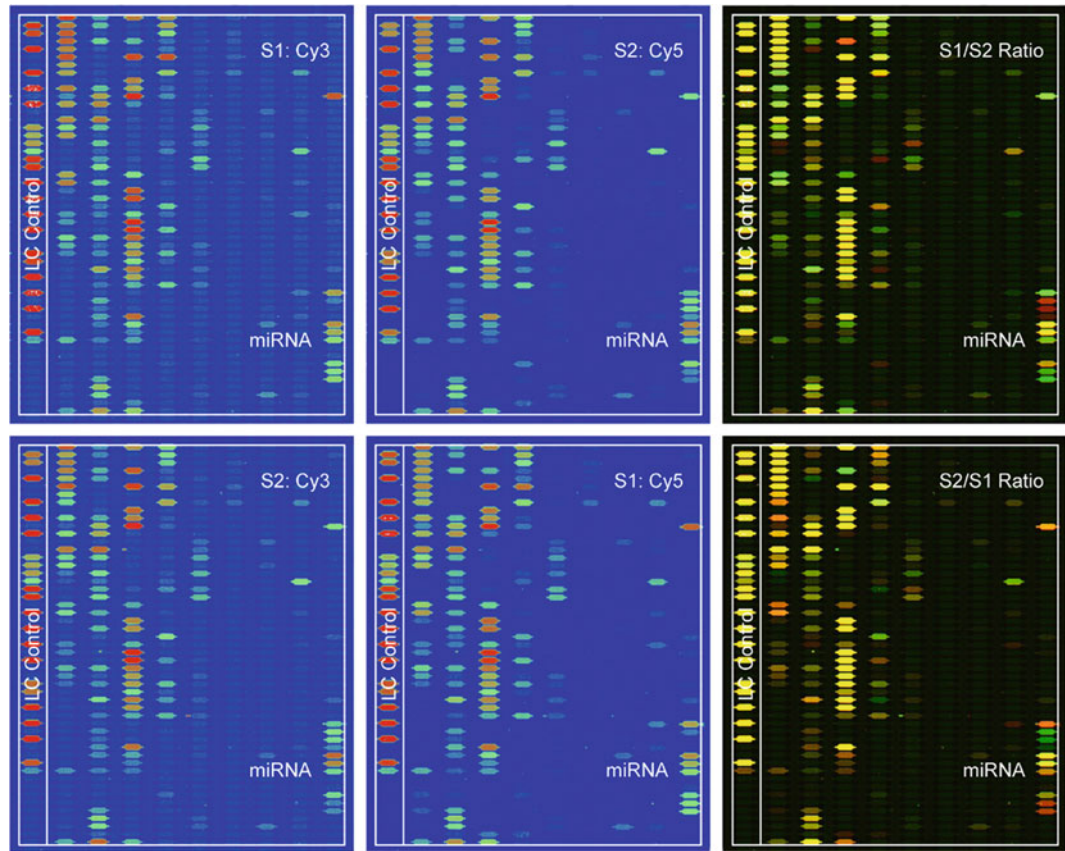 S1: Cy3
LC Control
miRNA
S2: Cy5
LC Control
miRNA
S1/S2 Ratio
LC Control
miRNA
S2: Cy3
LC Control
miRNA
S1: Cy5
LC Control
miRNA
S2/S1 Ratio
LC Control
miRNA